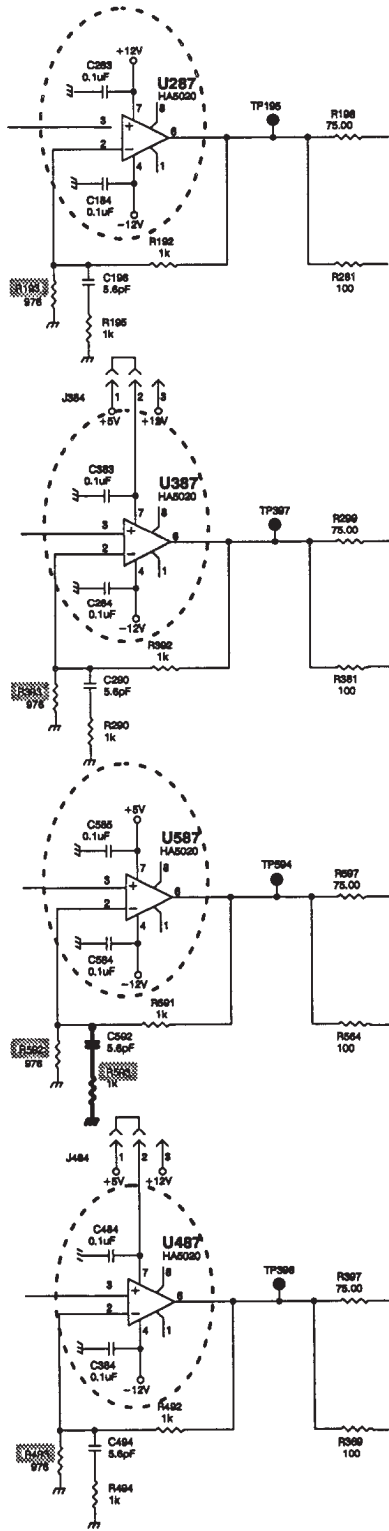 +12V
C283
0.1uF
U287
HA5020
7
8
3
+
2
−
6
4
1
C184
0.1uF
−12V
TP195
R198
75.00
R192
1k
R281
100
C196
5.6pF
R193
976
R195
1k
J384
1
2
3
+5V
+12V
C383
0.1uF
U387
HA5020
7
8
3
+
2
−
6
4
1
C284
0.1uF
−12V
TP397
R299
75.00
R392
1k
R381
100
C290
5.6pF
976
R290
1k
+5V
C585
0.1uF
U587
HA5020
7
8
3
+
2
−
6
4
1
C584
0.1uF
−12V
TP594
R597
75.00
R591
1k
R564
100
C592
5.6pF
R592
976
1k
J484
1
2
3
+5V
+12V
C484
0.1uF
U487
HA5020
7
8
3
+
2
−
6
4
1
C384
0.1uF
−12V
TP396
R397
75.00
R492
1k
R369
100
C494
5.6pF
976
R494
1k